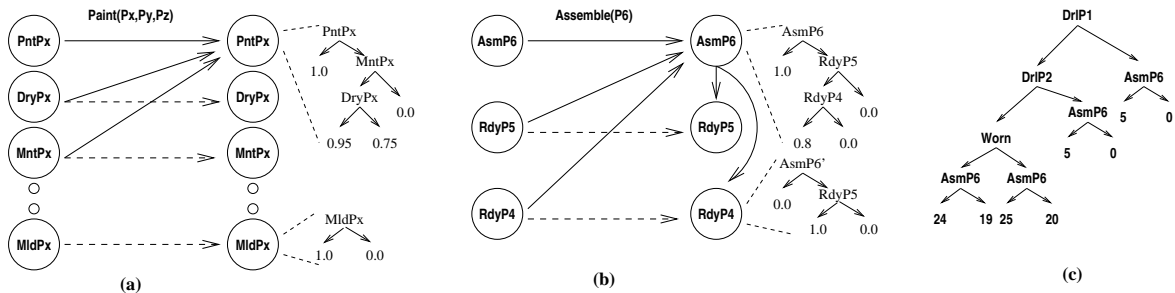 Paint(Px,Py,Pz)
PntPx
PntPx
DryPx
DryPx
MntPx
MntPx
MldPx
MldPx
PntPx
1.0
MntPx
DryPx
0.0
0.95
0.75
MldPx
1.0
0.0
(a)
Assemble(P6)
AsmP6
AsmP6
RdyP5
RdyP5
RdyP4
RdyP4
AsmP6
1.0
RdyP5
RdyP4
0.0
0.8
0.0
AsmP6'
0.0
RdyP5
1.0
0.0
(b)
DrlP1
DrlP2
AsmP6
Worn
AsmP6
5
0
AsmP6
AsmP6
5
0
24
19
25
20
(c)